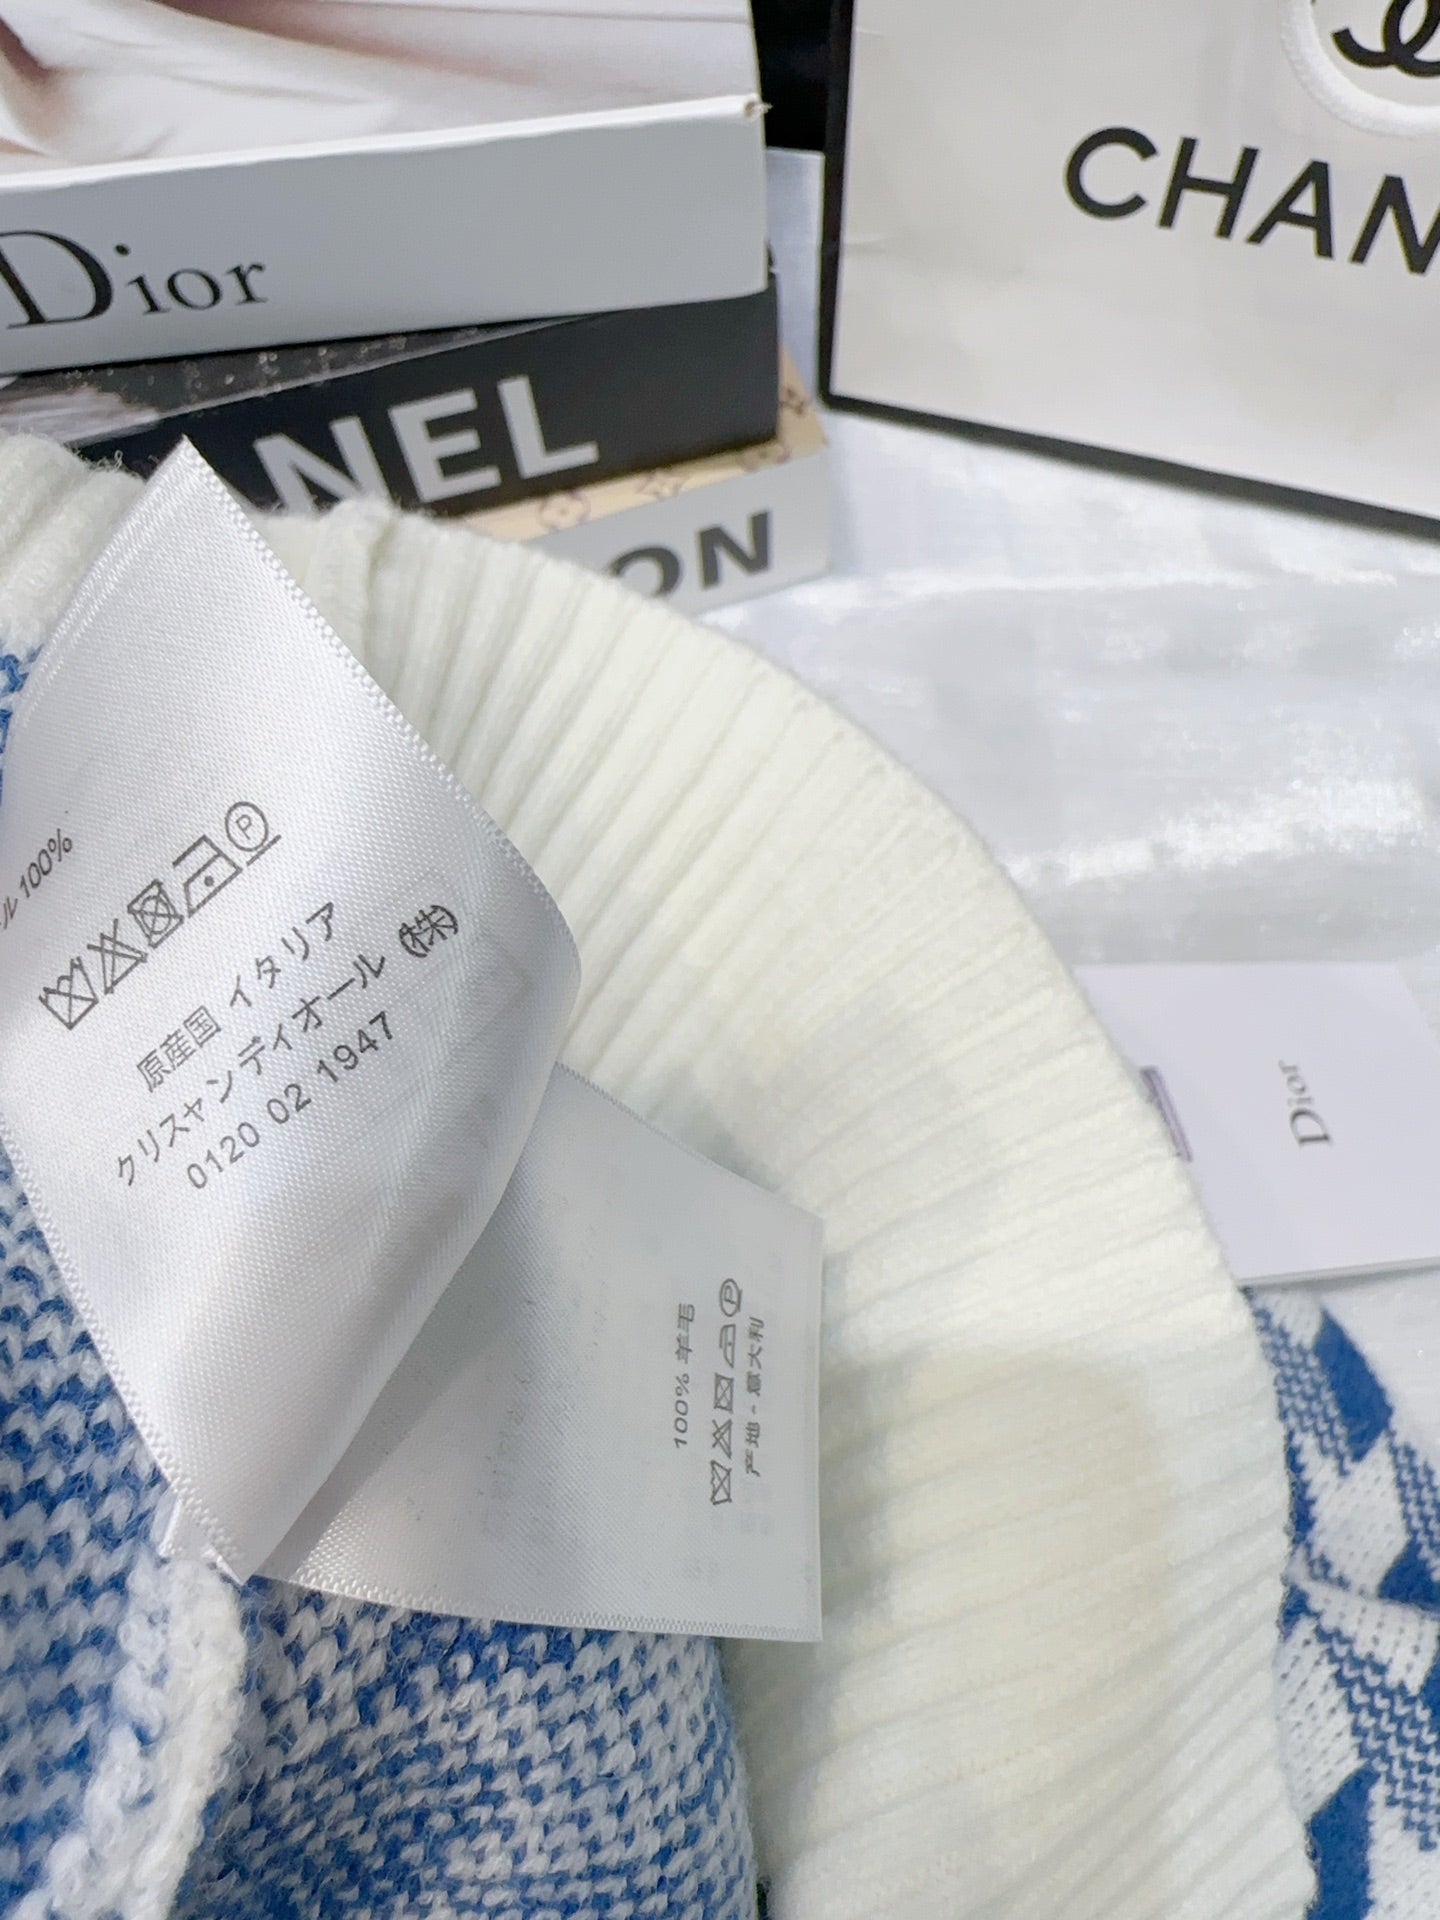 Dior
ANEL
ON
CHAN
ル 100%
原産国 イタリア
クリスチャン ディオール (株)
0120 02 1947
100% 羊毛
产地 - 意大利
Dior